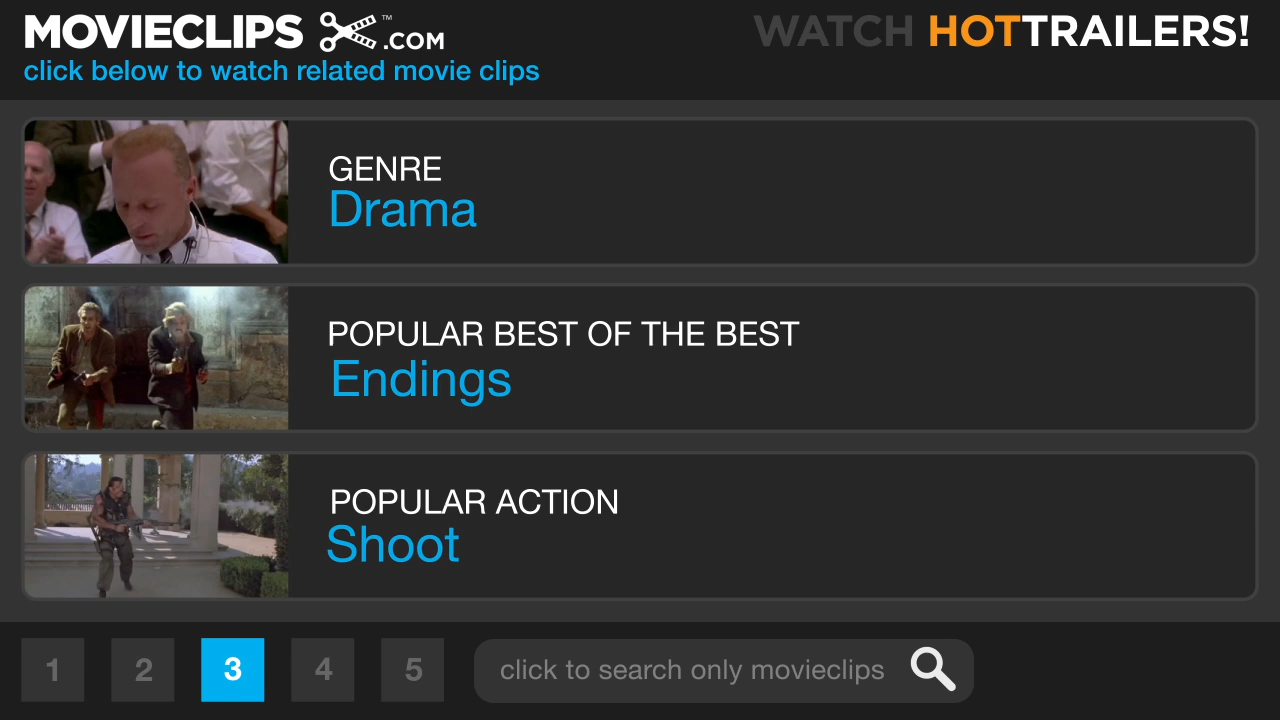 MOVIECLIPS ™ .COM
WATCH HOTTRAILERS!
click below to watch related movie clips
GENRE
Drama
POPULAR BEST OF THE BEST
Endings
POPULAR ACTION
Shoot
1 2 3 4 5 click to search only movieclips